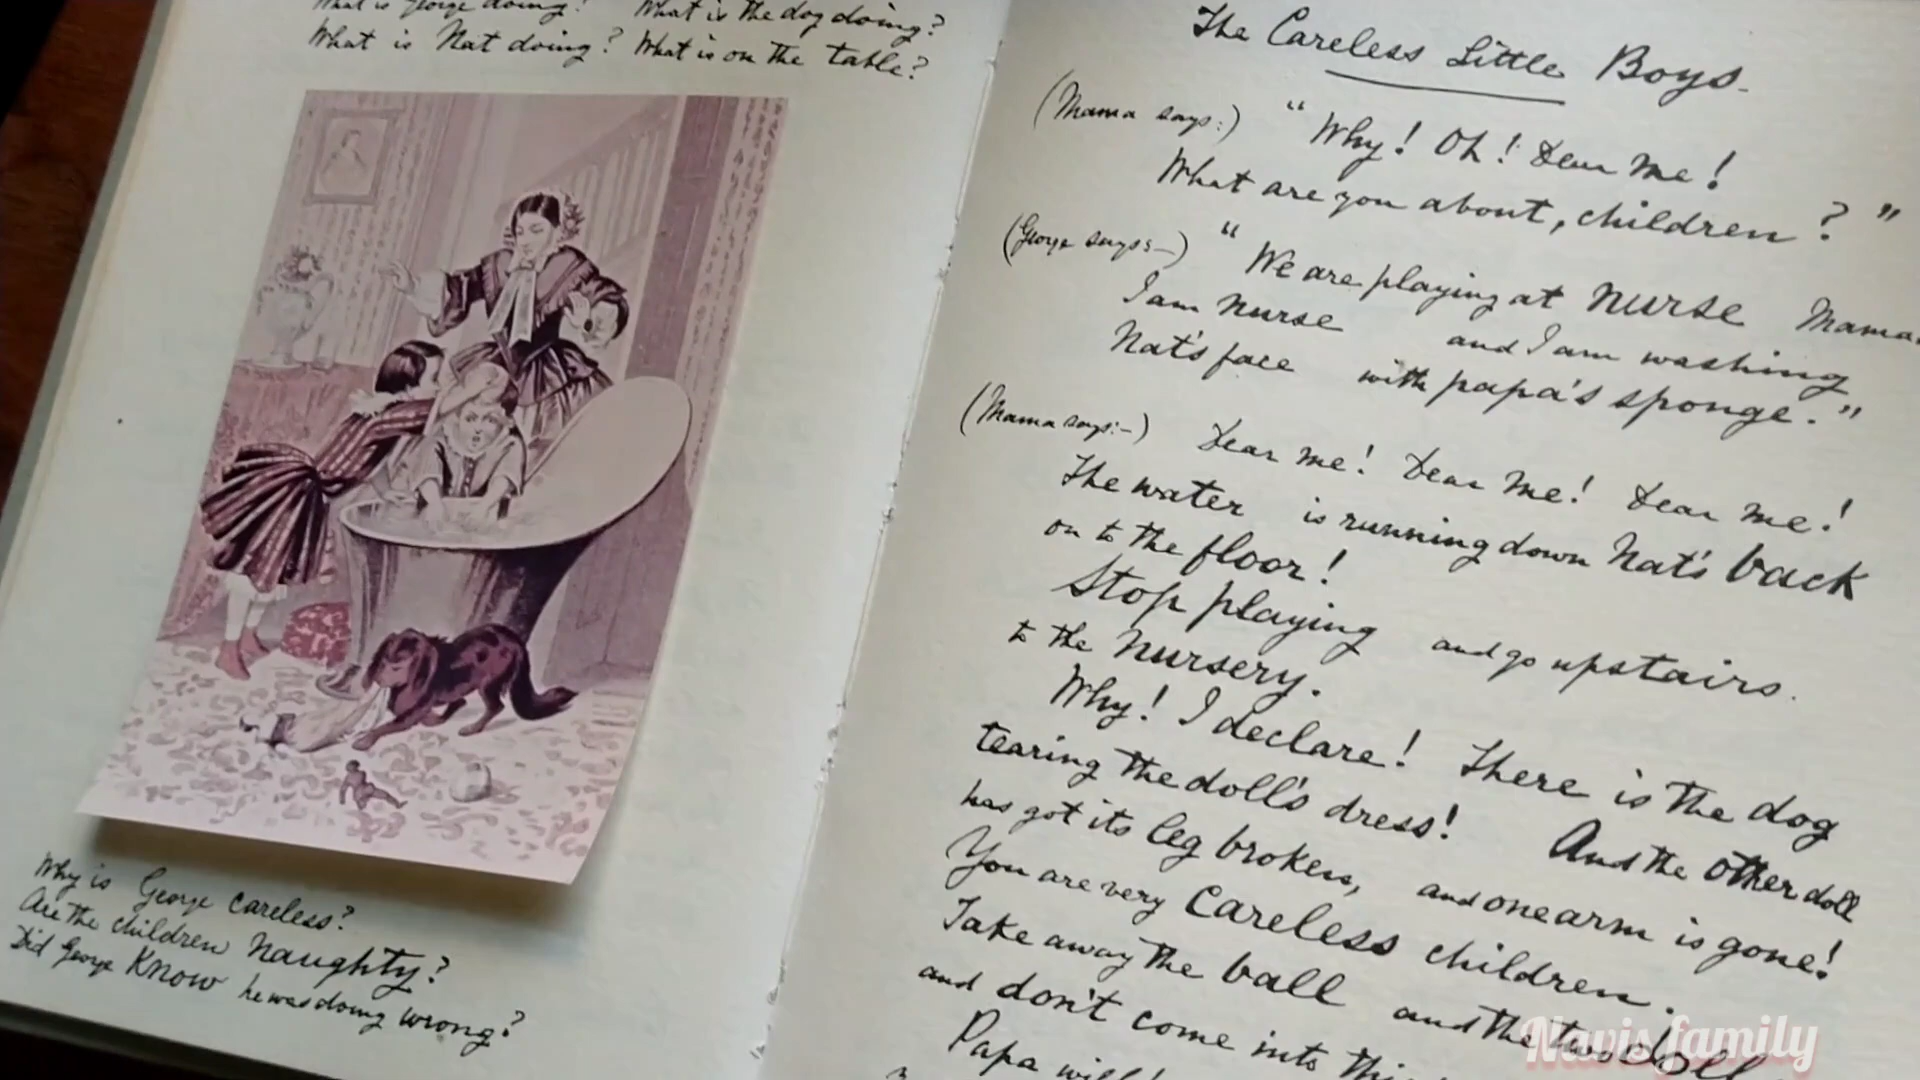 What is George doing? What is the dog doing?
What is Nat doing? What is on the table?
Why is George careless?
Are the children Naughty?
Did George Know he was doing wrong?
The Careless Little Boys.
(Mama says:) "Why! Oh! Dear me!
What are you about, children?"
(George says:-) "We are playing at nurse Mama.
I am nurse and I am washing
Nat's face with papa's sponge."
(Mama says:-) Dear me! Dear me! Dear me!
The water is running down Nat's back
on to the floor!
Stop playing and go upstairs.
to the nursery.
Why! I declare! There is the dog
tearing the doll's dress! And the other doll
has got its leg broken, and one arm is gone!
You are very careless children.
Take away the ball and the two doll
and don't come into this
Papa will!
Navis family